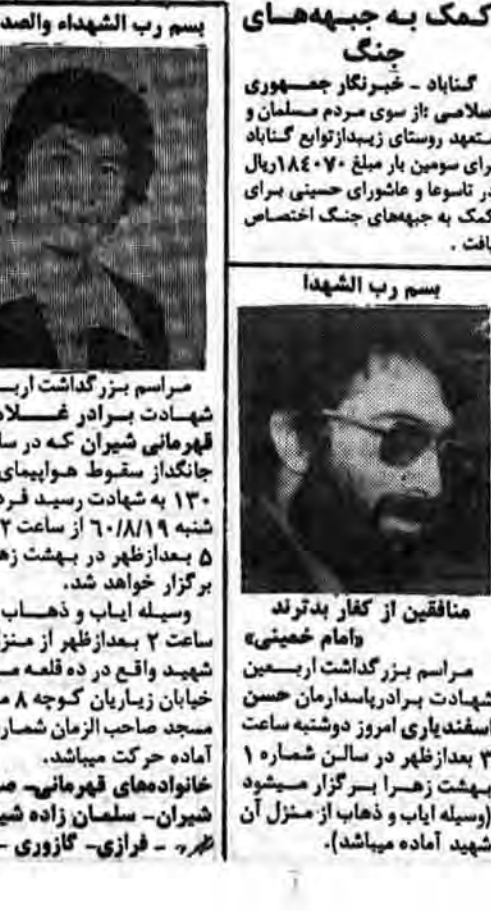 کمک به جبهه‌های
جنگ
گناباد - خبرنگار جمهوری
اسلامی :از سوی مردم مسلمان و
متعهد روستای زیبدازتوابع گناباد
برای سومین بار مبلغ ۱۸٤۰۷۰ریال
در تاسوعا و عاشورای حسینی برای
کمک به جبهه‌های جنگ اختصاص
یافت .
بسم رب الشهدا
منافقین از کفار بدترند
«امام خمینی»
مراسم بزرگداشت اربعین
شهادت برادرپاسدارمان حسن
اسفندیاری امروز دوشنبه ساعت
۳ بعدازظهر در سالن شماره ۱
بهشت زهرا برگزار میشود
(وسیله ایاب و ذهاب از منزل آن
شهید آماده میباشد).
بسم رب الشهداء والصد
مراسم بزرگداشت اربـ
شهادت برادر غــلا
قهرمانی شیران که در سا
جانگداز سقوط هواپیمای
۱۳۰ به شهادت رسید فرد
شنبه ٦۰/۸/۱۹ از ساعت ۲
۵ بعدازظهر در بهشت زه
برگزار خواهد شد.
وسیله ایاب و ذهـاب
ساعت ۲ بعدازظهر از منز
شهید واقع در ده قلعه مـ
خیابان زیاریان کوچه ۸ م
مسجد صاحب الزمان شمار
آماده حرکت میباشد.
خانواده‌های قهرمانی- ص
شیران- سلمان زاده شی
- فرازی- گازوری -